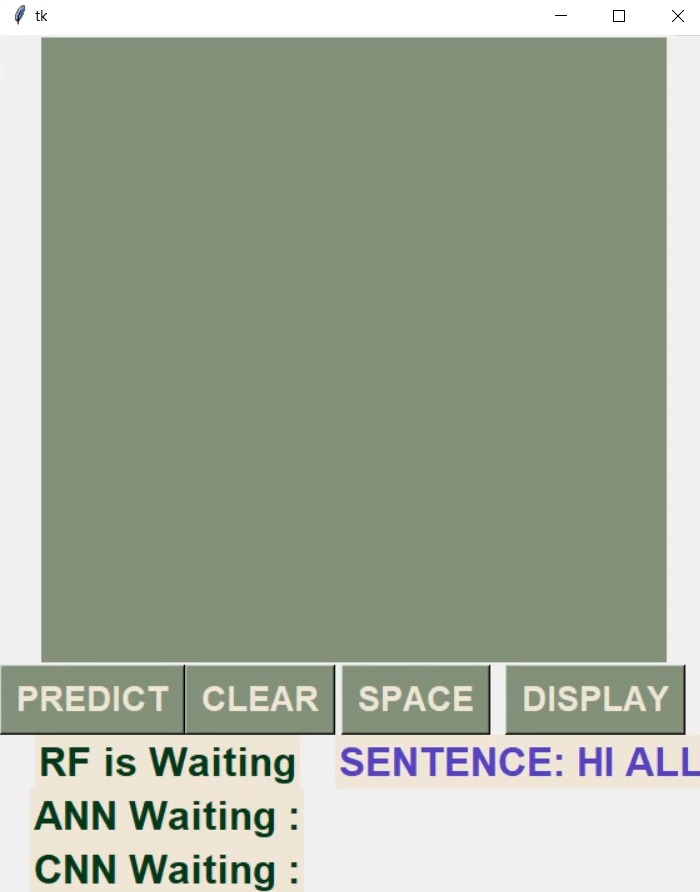 tk
PREDICT CLEAR SPACE DISPLAY
RF is Waiting SENTENCE: HI ALL
ANN Waiting :
CNN Waiting :